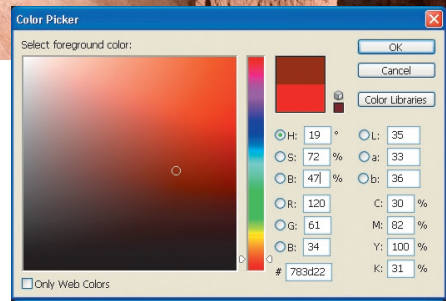 Color Picker
Select foreground color:
OK
Cancel
Color Libraries
H: 19 °
L: 35
S: 72 %
a: 33
B: 47 %
b: 36
R: 120
C: 30 %
G: 61
M: 82 %
B: 34
Y: 100 %
# 783d22
K: 31 %
Only Web Colors